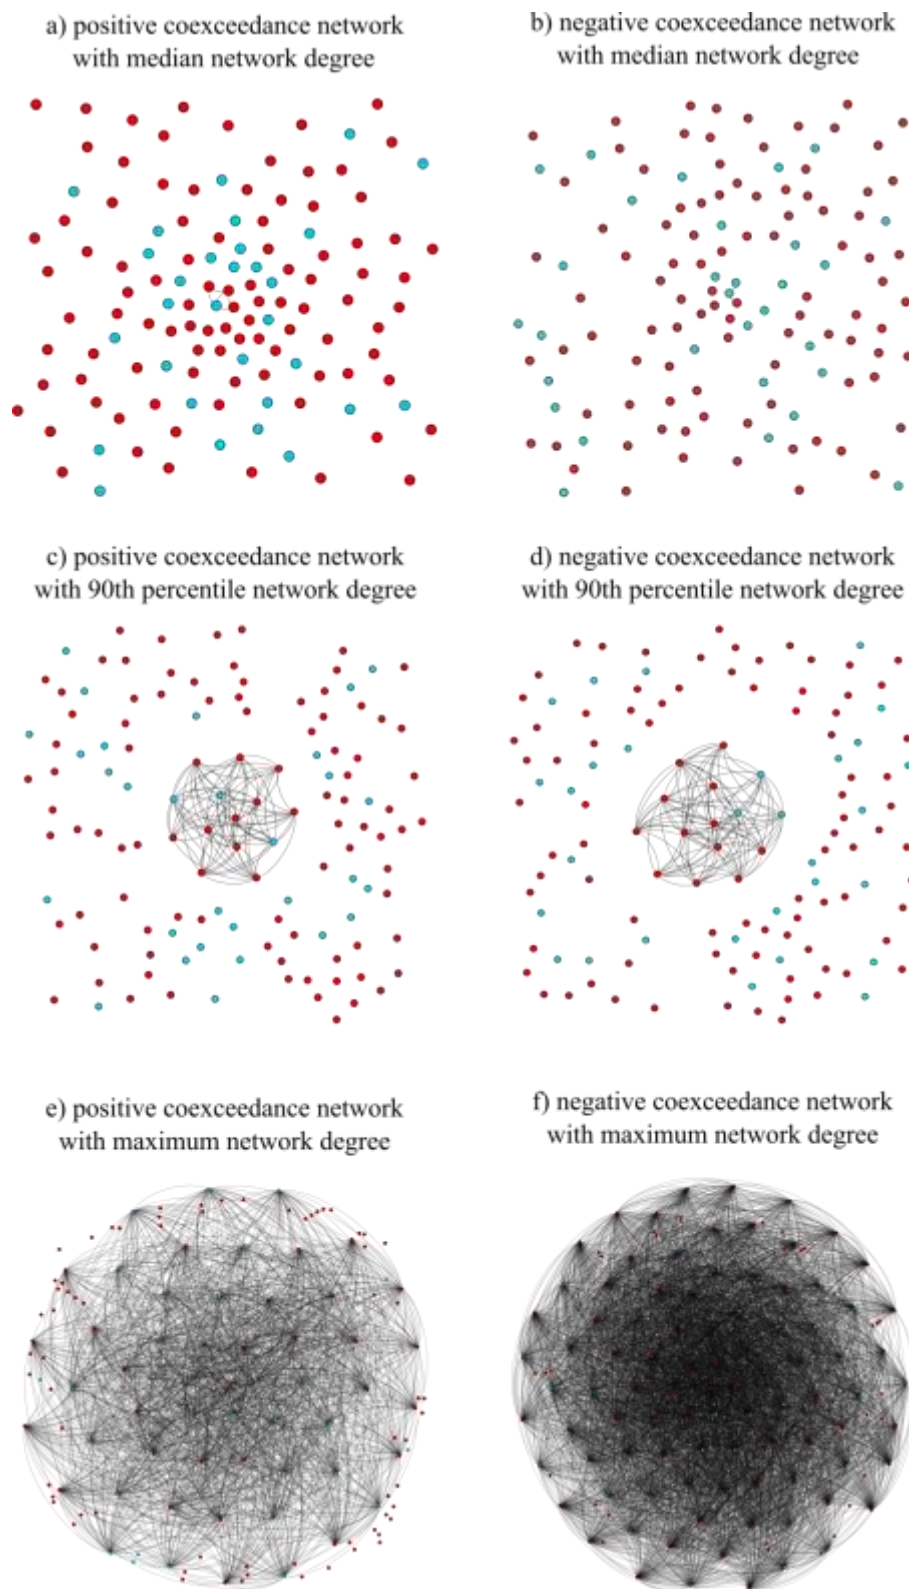 a) positive coexceedance network
with median network degree
b) negative coexceedance network
with median network degree
c) positive coexceedance network
with 90th percentile network degree
d) negative coexceedance network
with 90th percentile network degree
e) positive coexceedance network
with maximum network degree
f) negative coexceedance network
with maximum network degree